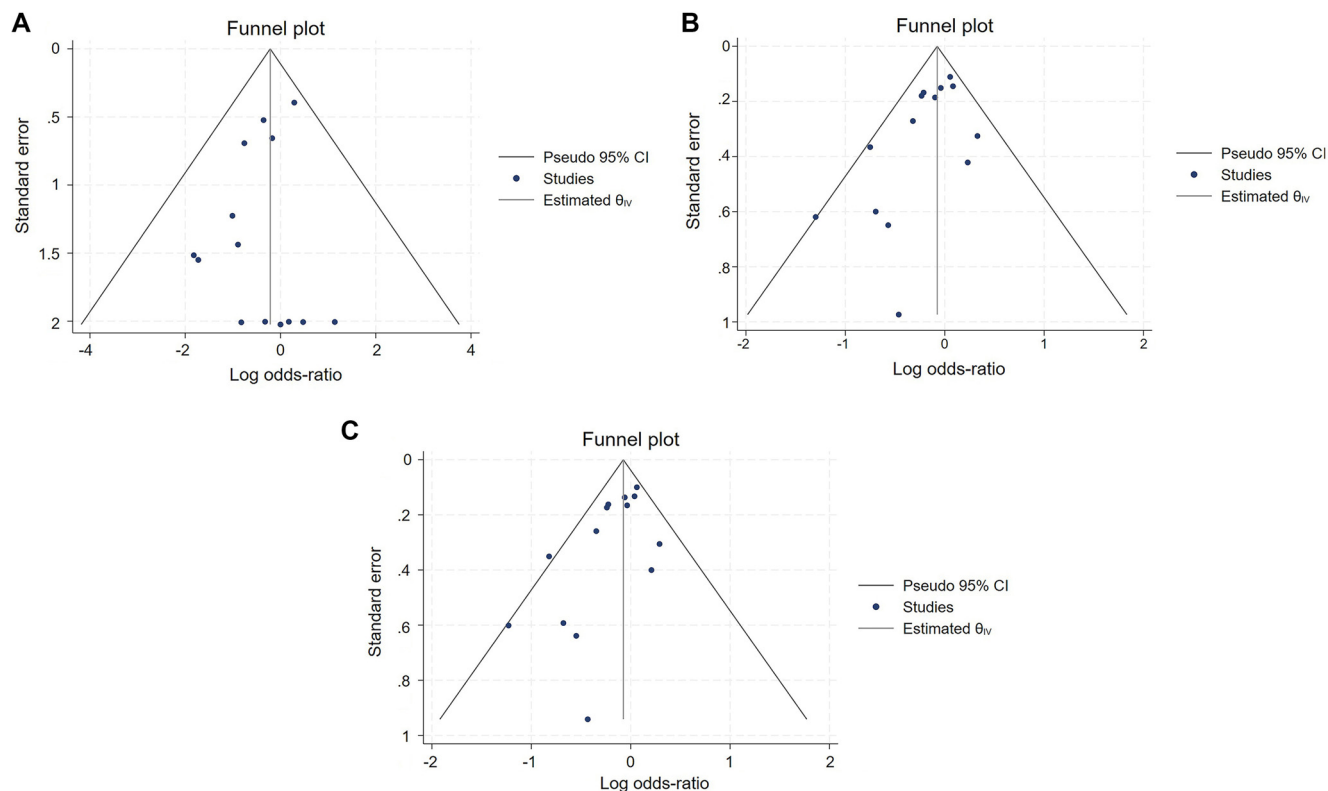 A
Funnel plot
0
.5
1
1.5
2
Standard error
-4
-2
0
2
4
Log odds-ratio
Pseudo 95% CI
Studies
Estimated θIV
B
Funnel plot
0
.2
.4
.6
.8
1
Standard error
-2
-1
0
1
2
Log odds-ratio
Pseudo 95% CI
Studies
Estimated θIV
C
Funnel plot
0
.2
.4
.6
.8
1
Standard error
-2
-1
0
1
2
Log odds-ratio
Pseudo 95% CI
Studies
Estimated θIV